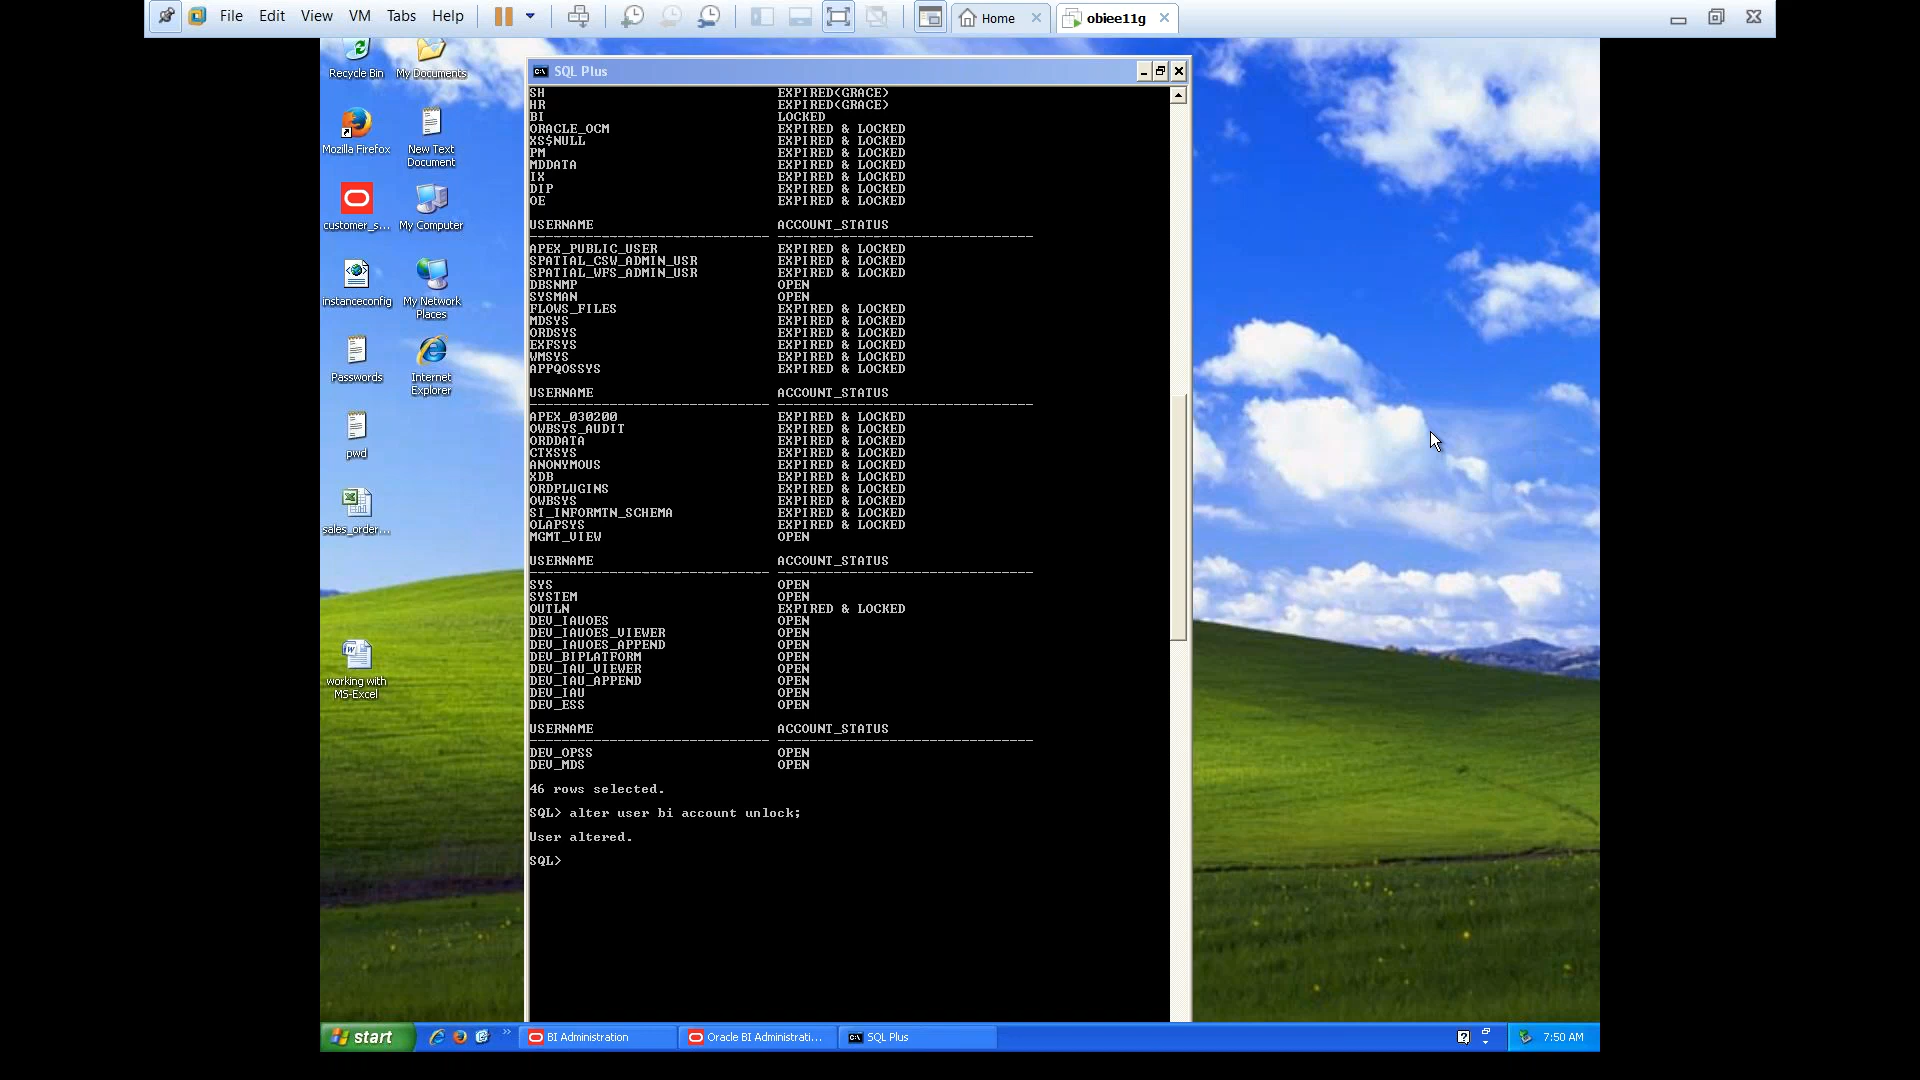 File Edit View VM Tabs Help
Home
obiee11g
Recycle Bin
My Documents
Mozilla Firefox
New Text Document
customer_s...
My Computer
instanceconfig
My Network Places
Passwords
Internet Explorer
pwd
sales_order...
working with MS-Excel
SQL Plus
SH EXPIRED(GRACE)
HR EXPIRED(GRACE)
BI LOCKED
ORACLE_OCM EXPIRED & LOCKED
XS$NULL EXPIRED & LOCKED
PM EXPIRED & LOCKED
MDDATA EXPIRED & LOCKED
IX EXPIRED & LOCKED
DIP EXPIRED & LOCKED
OE EXPIRED & LOCKED
USERNAME ACCOUNT_STATUS
------------------------------ --------------------------------
APEX_PUBLIC_USER EXPIRED & LOCKED
SPATIAL_CSW_ADMIN_USR EXPIRED & LOCKED
SPATIAL_WFS_ADMIN_USR EXPIRED & LOCKED
DBSNMP OPEN
SYSMAN OPEN
FLOWS_FILES EXPIRED & LOCKED
MDSYS EXPIRED & LOCKED
ORDSYS EXPIRED & LOCKED
EXFSYS EXPIRED & LOCKED
WMSYS EXPIRED & LOCKED
APPQOSSYS EXPIRED & LOCKED
USERNAME ACCOUNT_STATUS
------------------------------ --------------------------------
APEX_030200 EXPIRED & LOCKED
OWBSYS_AUDIT EXPIRED & LOCKED
ORDDATA EXPIRED & LOCKED
CTXSYS EXPIRED & LOCKED
ANONYMOUS EXPIRED & LOCKED
XDB EXPIRED & LOCKED
ORDPLUGINS EXPIRED & LOCKED
OWBSYS EXPIRED & LOCKED
SI_INFORMTN_SCHEMA EXPIRED & LOCKED
OLAPSYS EXPIRED & LOCKED
MGMT_VIEW OPEN
USERNAME ACCOUNT_STATUS
------------------------------ --------------------------------
SYS OPEN
SYSTEM OPEN
OUTLN EXPIRED & LOCKED
DEV_IAUOES OPEN
DEV_IAUOES_VIEWER OPEN
DEV_IAUOES_APPEND OPEN
DEV_BIPLATFORM OPEN
DEV_IAU_VIEWER OPEN
DEV_IAU_APPEND OPEN
DEV_IAU OPEN
DEV_ESS OPEN
USERNAME ACCOUNT_STATUS
------------------------------ --------------------------------
DEV_OPSS OPEN
DEV_MDS OPEN
46 rows selected.
SQL> alter user bi account unlock;
User altered.
SQL>
start
BI Administration
Oracle BI Administrati...
SQL Plus
7:50 AM